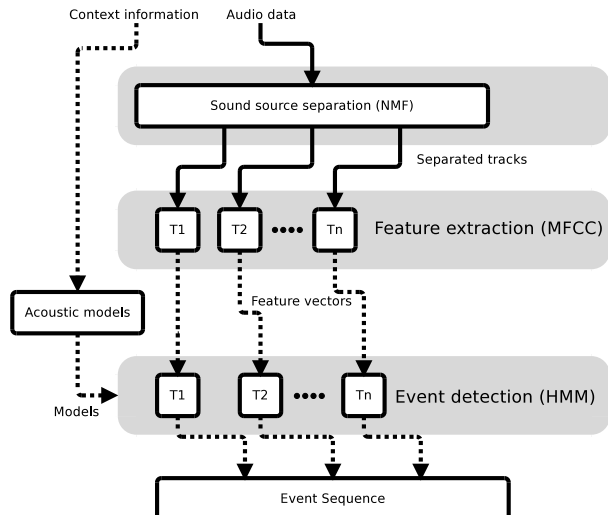 Context information
Audio data
Sound source separation (NMF)
Separated tracks
T1
T2
Tn
Feature extraction (MFCC)
Feature vectors
Acoustic models
Models
T1
T2
Tn
Event detection (HMM)
Event Sequence